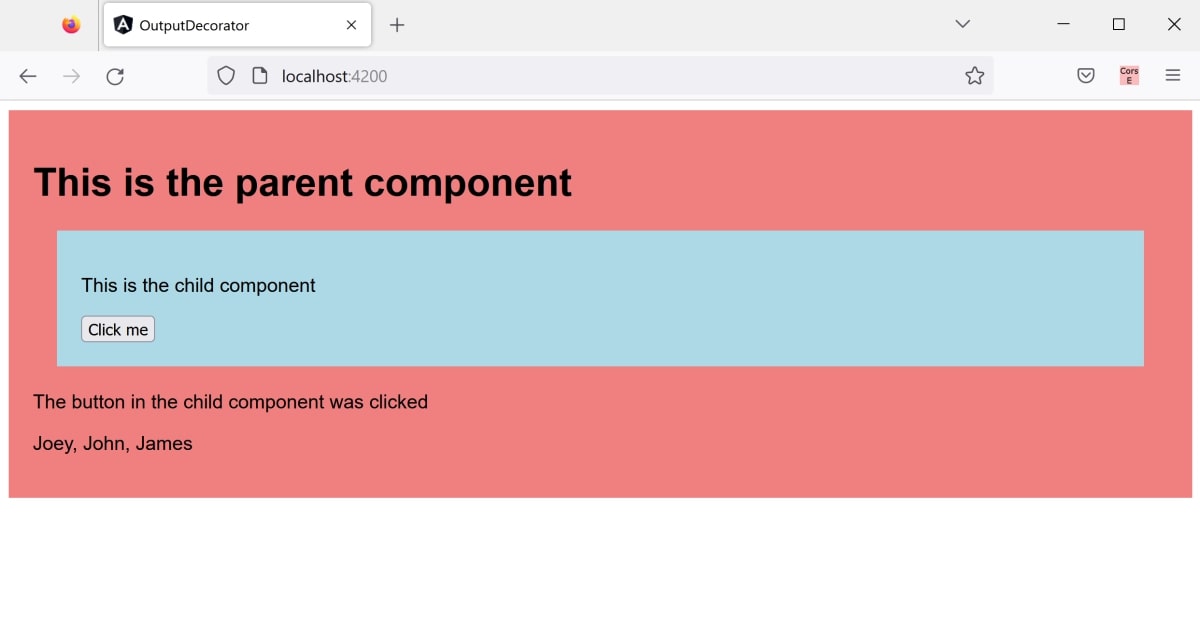 OutputDecorator
localhost:4200
Cors
E
This is the parent component
This is the child component
Click me
The button in the child component was clicked
Joey, John, James